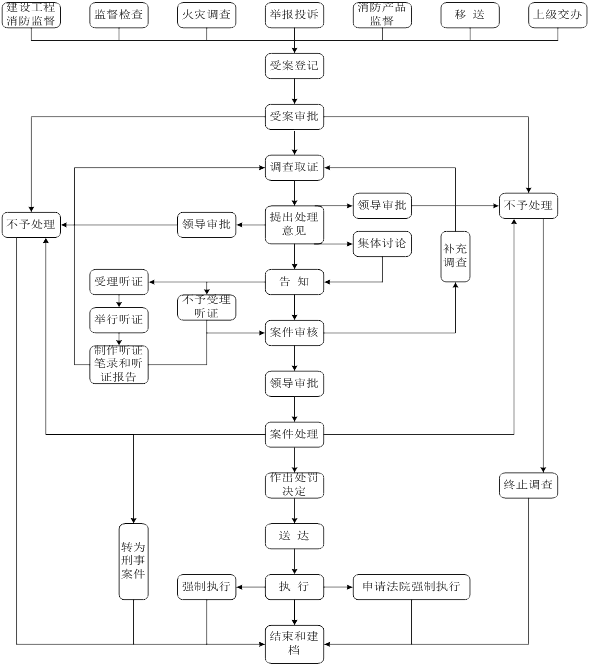 建设工程
消防监督
监督检查
火灾调查
举报投诉
消防产品
监督
移 送
上级交办
受案登记
受案审批
调查取证
不予处理
领导审批
提出处理
意见
领导审批
不予处理
集体讨论
补充
调查
受理听证
告 知
不予受理
听证
举行听证
案件审核
制作听证
笔录和听
证报告
领导审批
案件处理
作出处罚
决定
终止调查
转为
刑事
案件
送 达
强制执行
执 行
申请法院强制执行
结束和建
档